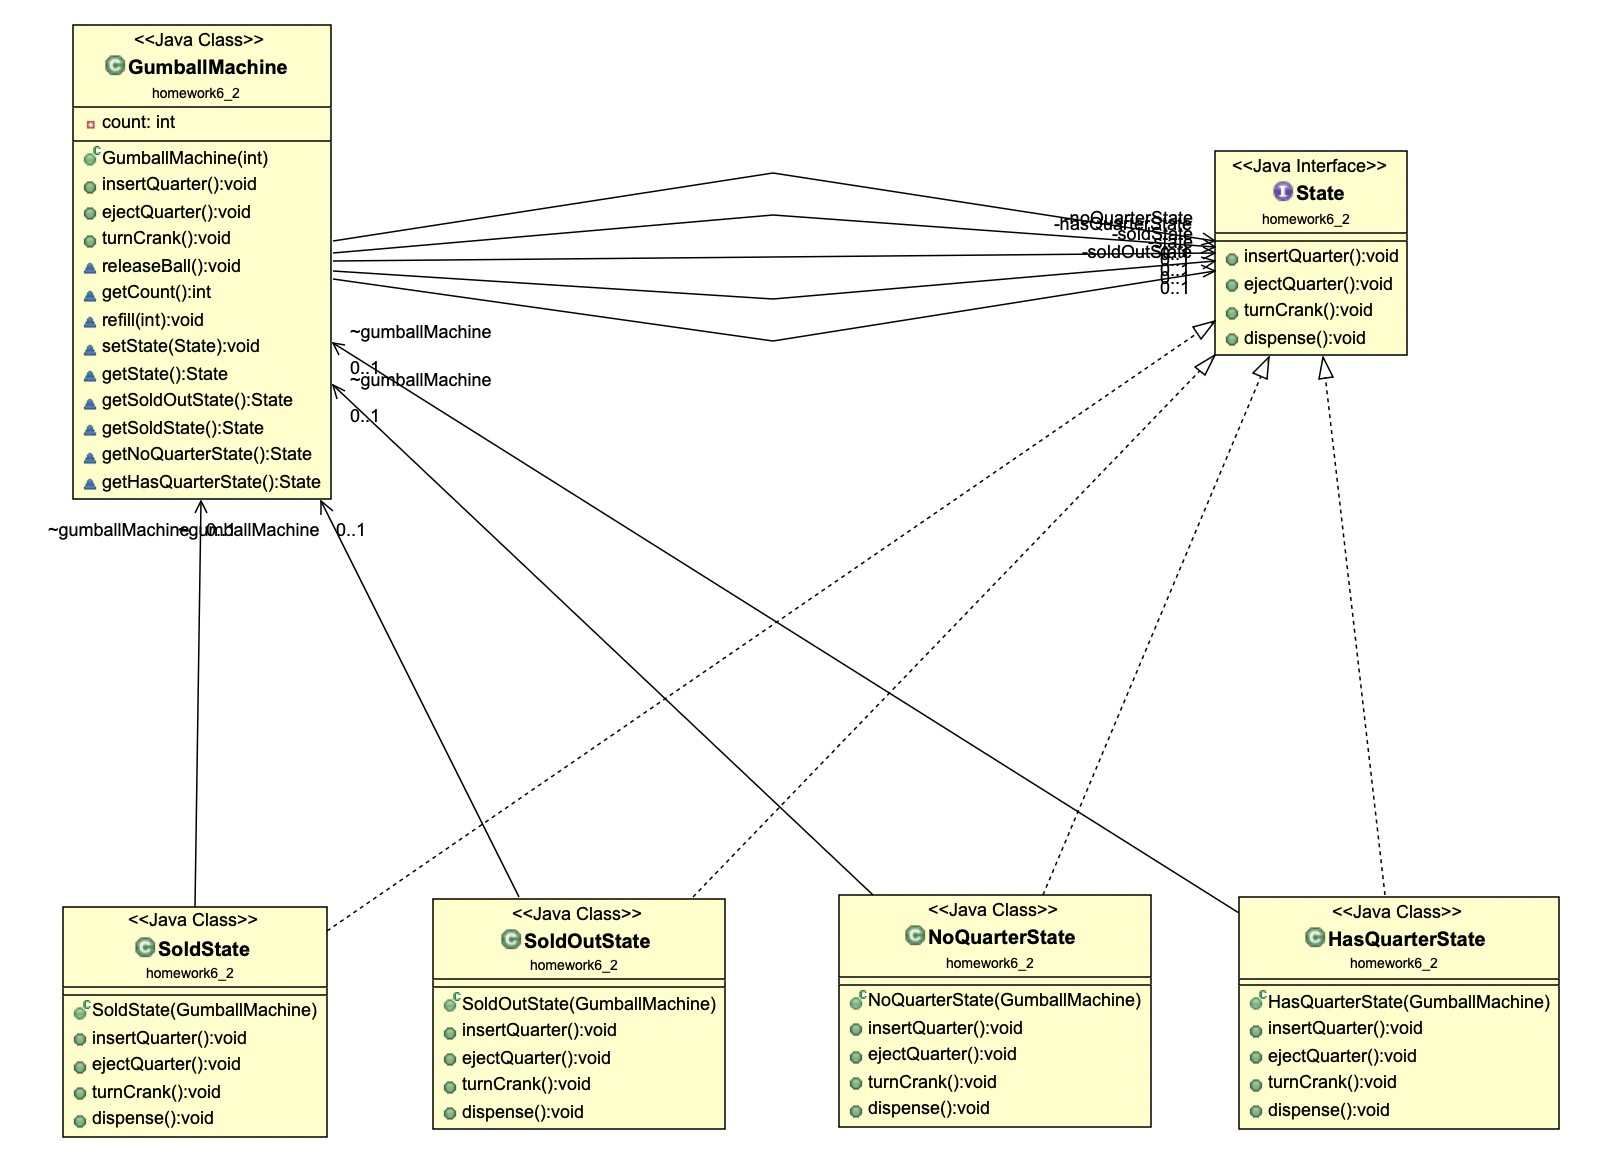 <<Java Class>>
GumballMachine
homework6_2
count: int
GumballMachine(int)
insertQuarter():void
ejectQuarter():void
turnCrank():void
releaseBall():void
getCount():int
refill(int):void
setState(State):void
getState():State
getSoldOutState():State
getSoldState():State
getNoQuarterState():State
getHasQuarterState():State
<<Java Interface>>
State
homework6_2
insertQuarter():void
ejectQuarter():void
turnCrank():void
dispense():void
-noQuarterState
-hasQuarterState
-soldState
-state
-soldOutState
0..1
0..1
0..1
~gumballMachine
0..1
~gumballMachine
0..1
~gumballMachine
0..1
~gumballMachine
0..1
<<Java Class>>
SoldState
homework6_2
SoldState(GumballMachine)
insertQuarter():void
ejectQuarter():void
turnCrank():void
dispense():void
<<Java Class>>
SoldOutState
homework6_2
SoldOutState(GumballMachine)
insertQuarter():void
ejectQuarter():void
turnCrank():void
dispense():void
<<Java Class>>
NoQuarterState
homework6_2
NoQuarterState(GumballMachine)
insertQuarter():void
ejectQuarter():void
turnCrank():void
dispense():void
<<Java Class>>
HasQuarterState
homework6_2
HasQuarterState(GumballMachine)
insertQuarter():void
ejectQuarter():void
turnCrank():void
dispense():void